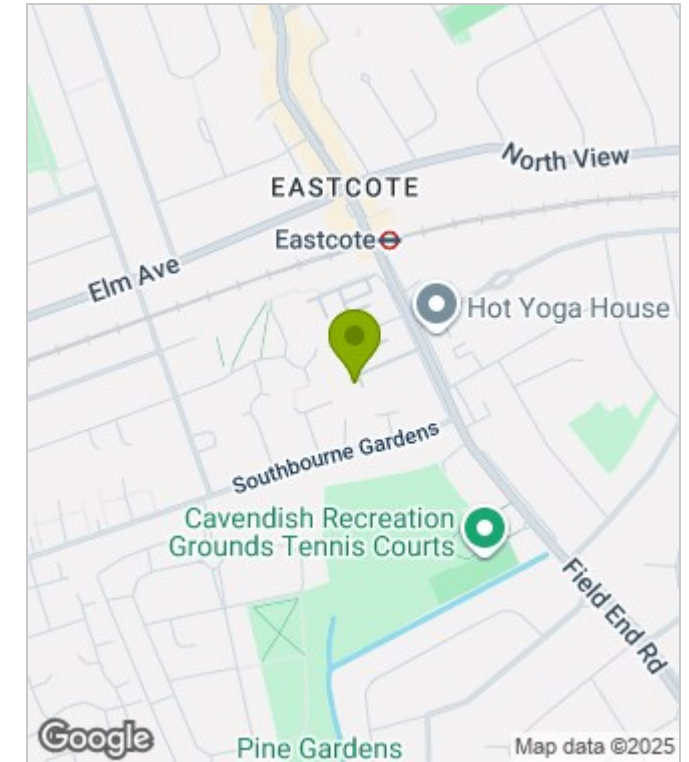 North View
EASTCOTE
Eastcote
Elm Ave
Hot Yoga House
Southbourne Gardens
Cavendish Recreation
Grounds Tennis Courts
Field End Rd
Google
Pine Gardens
Map data ©2025